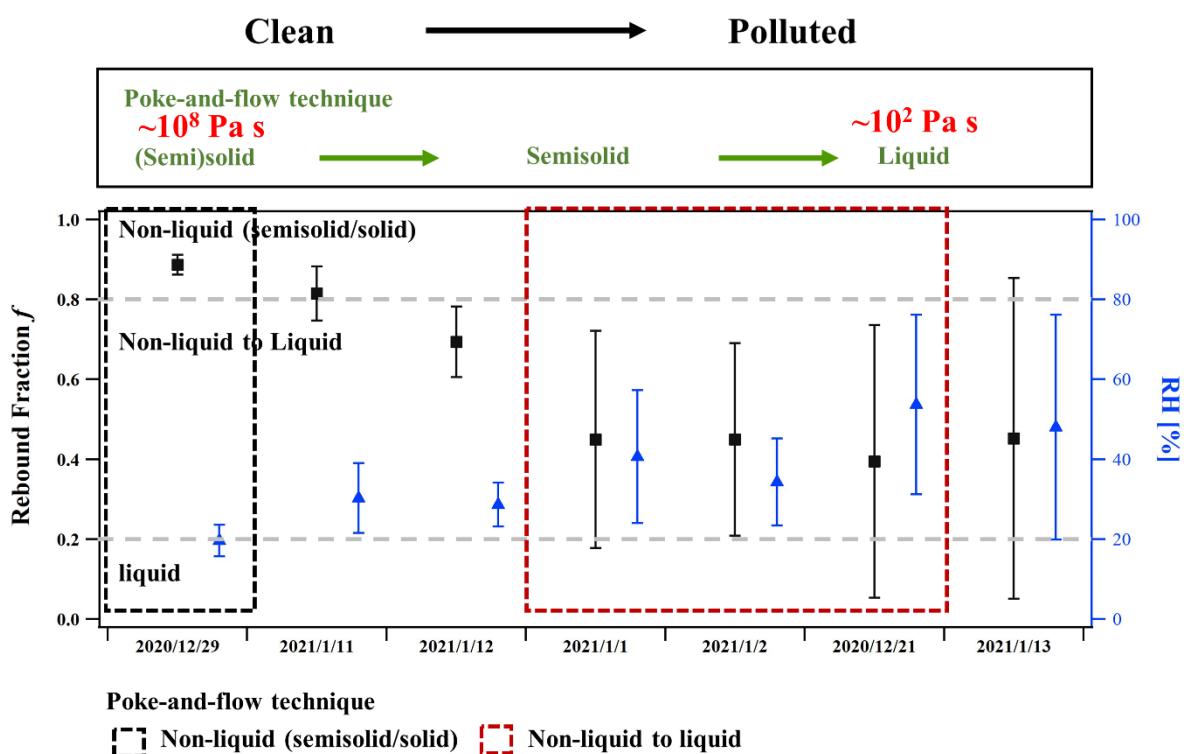 Clean Polluted
Poke-and-flow technique
~10⁸ Pa s ~10² Pa s
(Semi)solid Semisolid Liquid
1.0 Non-liquid (semisolid/solid) 100
0.8 80
Non-liquid to Liquid
0.6 60
0.4 40
0.2 20
liquid
0.0 0
Rebound Fraction f
RH [%]
2020/12/29 2021/1/11 2021/1/12 2021/1/1 2021/1/2 2020/12/21 2021/1/13
Poke-and-flow technique
Non-liquid (semisolid/solid) Non-liquid to liquid